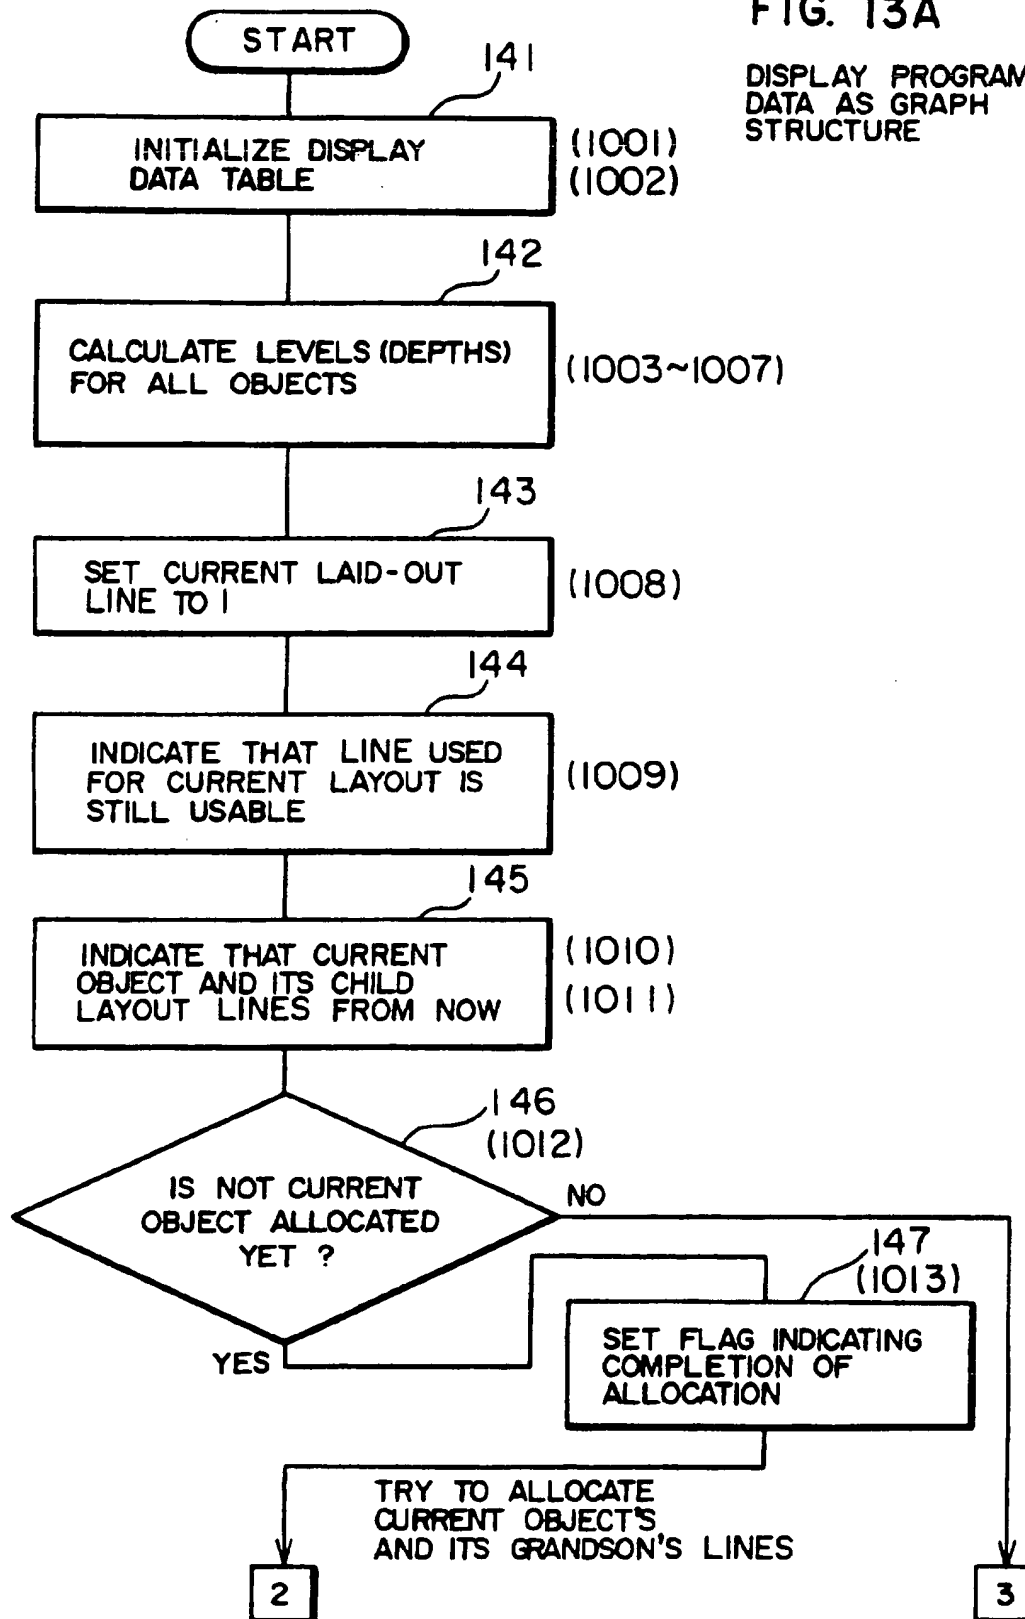 FIG. 13A
DISPLAY PROGRAM
DATA AS GRAPH
STRUCTURE
START
141
INITIALIZE DISPLAY
DATA TABLE
(1001)
(1002)
142
CALCULATE LEVELS (DEPTHS)
FOR ALL OBJECTS
(1003~1007)
143
SET CURRENT LAID-OUT
LINE TO 1
(1008)
144
INDICATE THAT LINE USED
FOR CURRENT LAYOUT IS
STILL USABLE
(1009)
145
INDICATE THAT CURRENT
OBJECT AND ITS CHILD
LAYOUT LINES FROM NOW
(1010)
(1011)
146
(1012)
IS NOT CURRENT
OBJECT ALLOCATED
YET ?
NO
YES
147
(1013)
SET FLAG INDICATING
COMPLETION OF
ALLOCATION
TRY TO ALLOCATE
CURRENT OBJECT'S
AND ITS GRANDSON'S LINES
2
3